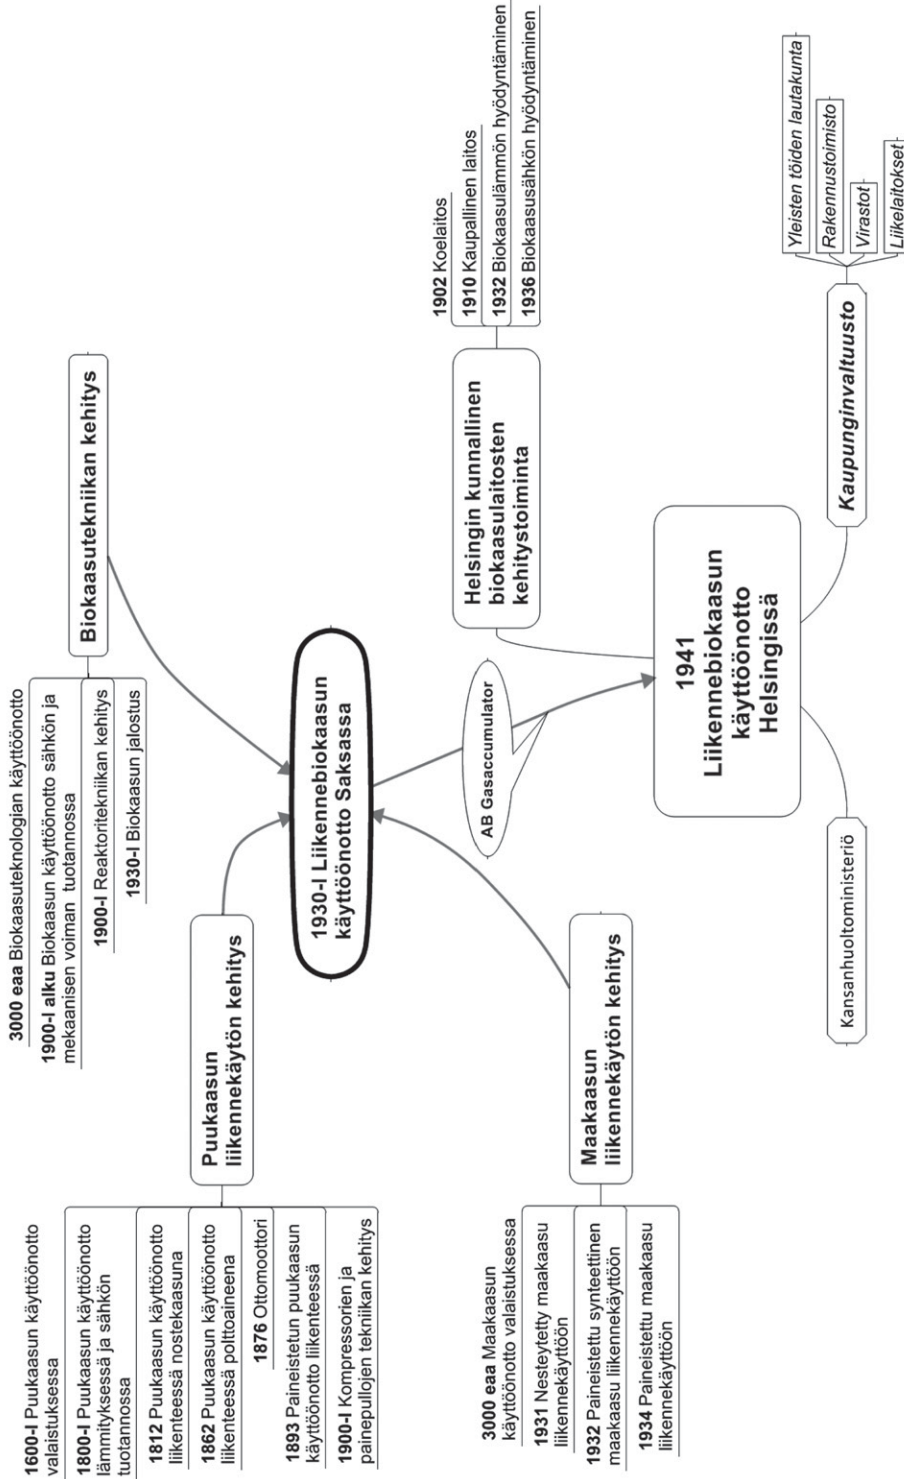 3000 eaa Biokaasuteknologian käyttöönotto
1900-l alku Biokaasun käyttöönotto sähkön ja
mekaanisen voiman tuotannossa
1900-l Reaktoritekniikan kehitys
1930-l Biokaasun jalostus
Biokaasutekniikan kehitys
1600-l Puukaasun käyttöönotto
valaistuksessa
1800-l Puukaasun käyttöönotto
lämmityksessä ja sähkön
tuotannossa
1812 Puukaasun käyttöönotto
liikenteessä nostekaasuna
1862 Puukaasun käyttöönotto
liikenteessä polttoaineena
1876 Ottomoottori
1893 Paineistetun puukaasun
käyttöönotto liikenteessä
1900-l Kompressorien ja
painepullojen tekniikan kehitys
Puukaasun
liikennekäytön kehitys
1930-l Liikennebiokaasun
käyttöönotto Saksassa
3000 eaa Maakaasun
käyttöönotto valaistuksessa
1931 Nesteytetty maakaasu
liikennekäyttöön
1932 Paineistettu synteettinen
maakaasu liikennekäyttöön
1934 Paineistettu maakaasu
liikennekäyttöön
Maakaasun
liikennekäytön kehitys
AB Gasaccumulator
Helsingin kunnallinen
biokaasulaitosten
kehitystoiminta
1902 Koelaitos
1910 Kaupallinen laitos
1932 Biokaasulämmön hyödyntäminen
1936 Biokaasusähkön hyödyntäminen
1941
Liikennebiokaasun
käyttöönotto
Helsingissä
Kansanhuoltoministeriö
Kaupunginvaltuusto
Yleisten töiden lautakunta
Rakennustoimisto
Virastot
Liikelaitokset